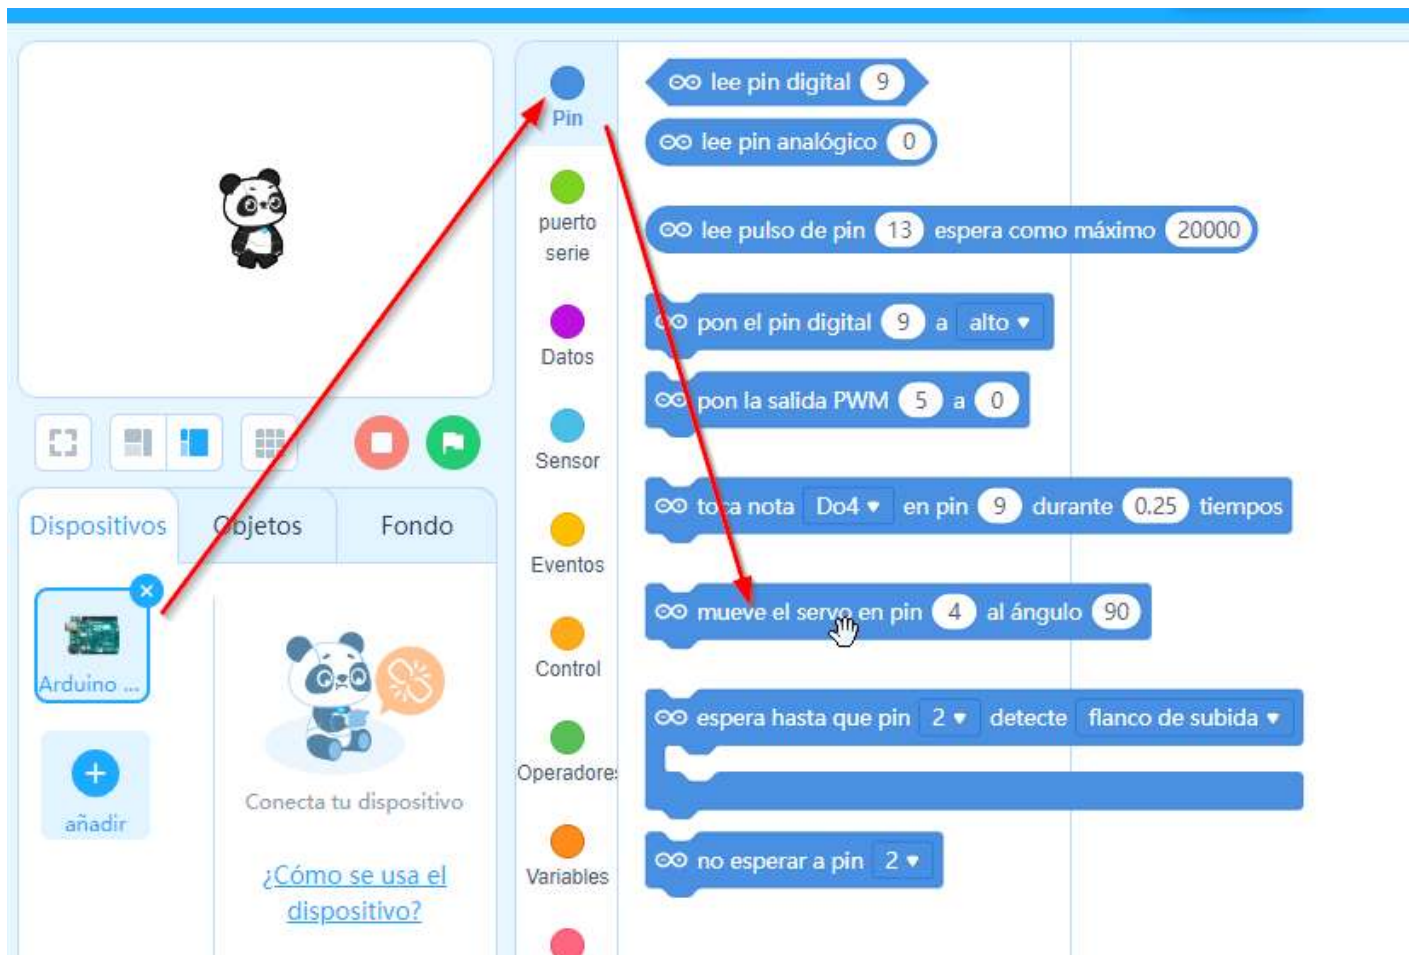 Pin
puerto
serie
Datos
Sensor
Eventos
Control
Operadores
Variables
lee pin digital 9
lee pin analógico 0
lee pulso de pin 13 espera como máximo 20000
pon el pin digital 9 a alto
pon la salida PWM 5 a 0
toca nota Do4 en pin 9 durante 0.25 tiempos
mueve el servo en pin 4 al ángulo 90
espera hasta que pin 2 detecte flanco de subida
no esperar a pin 2
Dispositivos
Objetos
Fondo
Arduino ...
añadir
Conecta tu dispositivo
¿Cómo se usa el
dispositivo?